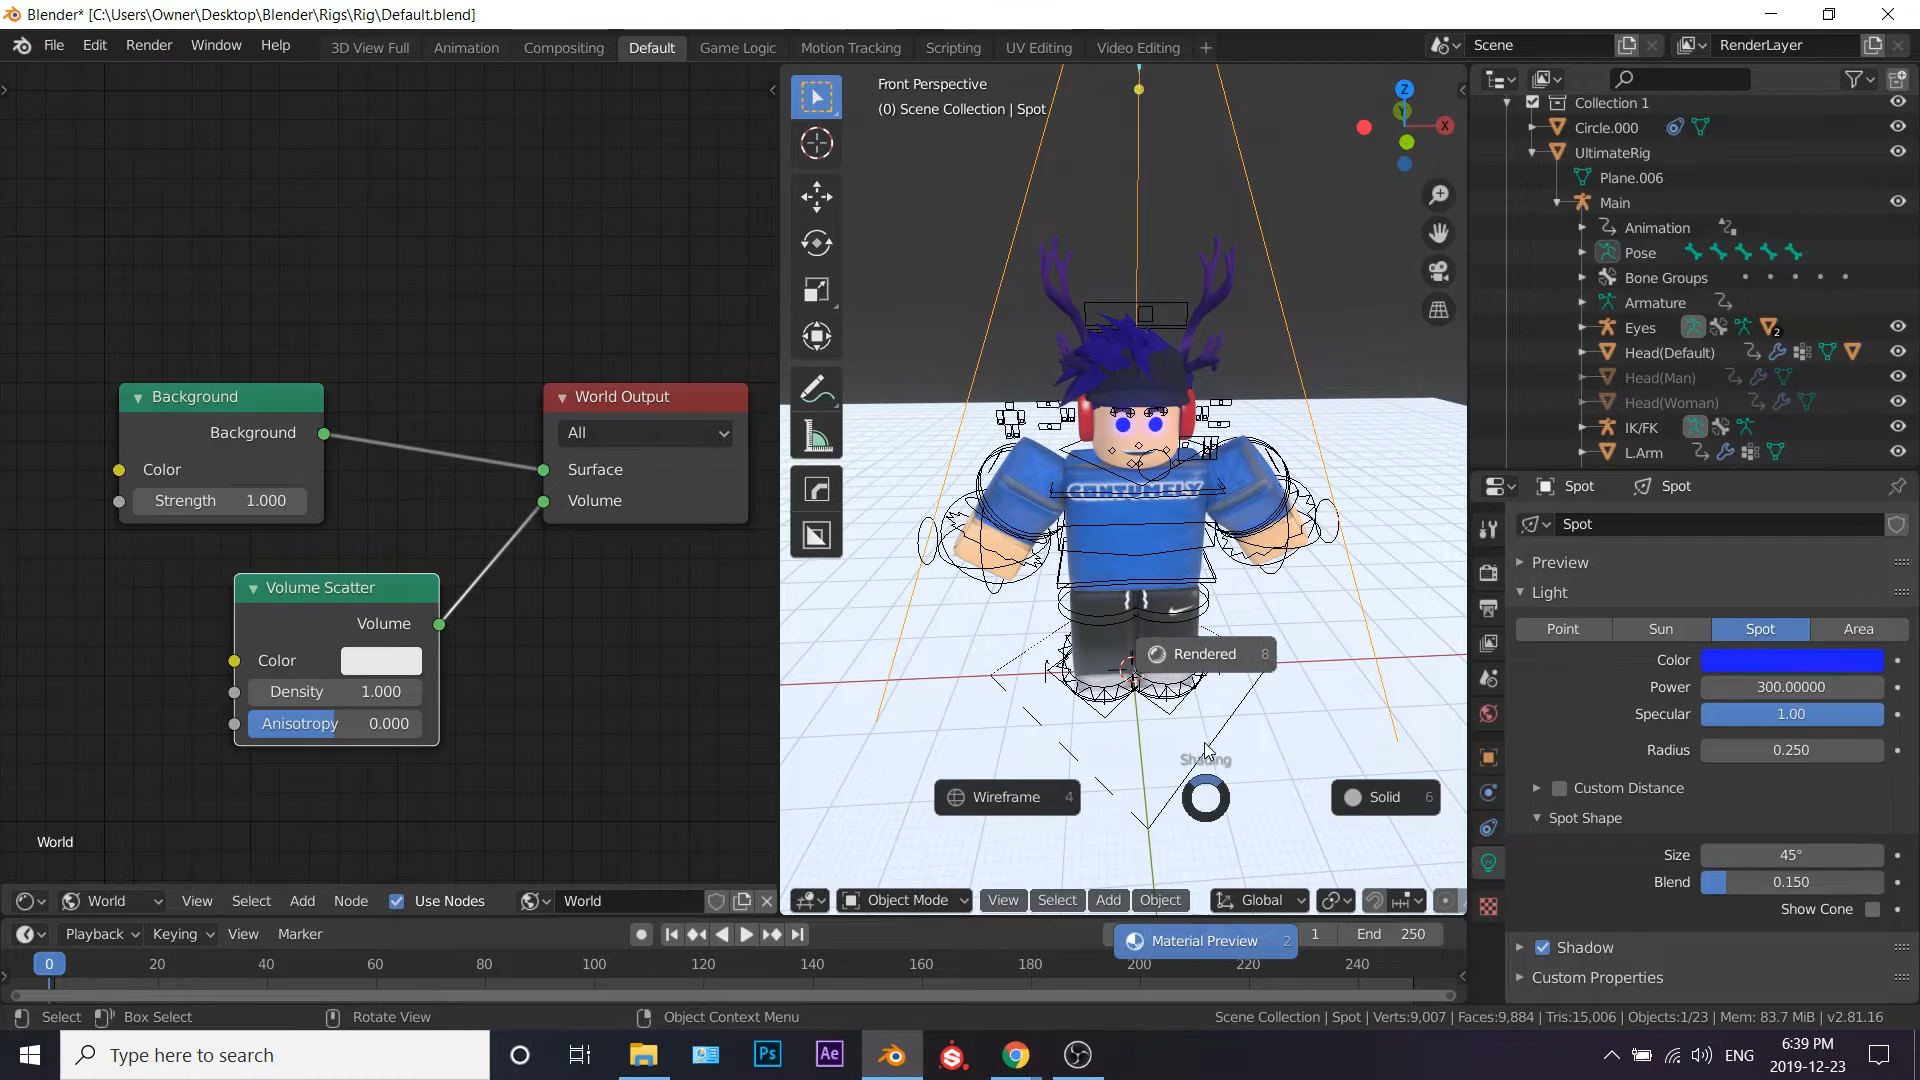 Blender* [C:\Users\Owner\Desktop\Blender\Rigs\Rig\Default.blend]
File Edit Render Window Help
3D View Full Animation Compositing Default Game Logic Motion Tracking Scripting UV Editing Video Editing +
Scene
RenderLayer
Front Perspective
(0) Scene Collection | Spot
Z
Y
X
Collection 1
Circle.000
UltimateRig
Plane.006
Main
Animation
Pose
Bone Groups
Armature
Eyes
2
Head(Default)
Head(Man)
Head(Woman)
IK/FK
L.Arm
Background
Background
Color
Strength 1.000
World Output
All
Surface
Volume
Volume Scatter
Volume
Color
Density 1.000
Anisotropy 0.000
World
CONTUMELY
Rendered 8
Shading
Wireframe 4
Solid 6
Material Preview 2
Spot Spot
Spot
Preview
Light
Point Sun Spot Area
Color
Power 300.00000
Specular 1.00
Radius 0.250
Custom Distance
Spot Shape
Size 45°
Blend 0.150
Show Cone
Shadow
Custom Properties
World View Select Add Node Use Nodes World
Object Mode View Select Add Object Global
Playback Keying View Marker
1 End 250
0 20 40 60 80 100 120 140 160 180 200 220 240
Select Box Select Rotate View Object Context Menu
Scene Collection | Spot | Verts:9,007 | Faces:9,884 | Tris:15,006 | Objects:1/23 | Mem: 83.7 MiB | v2.81.16
Type here to search
Ps
Ae
ENG
6:39 PM
2019-12-23